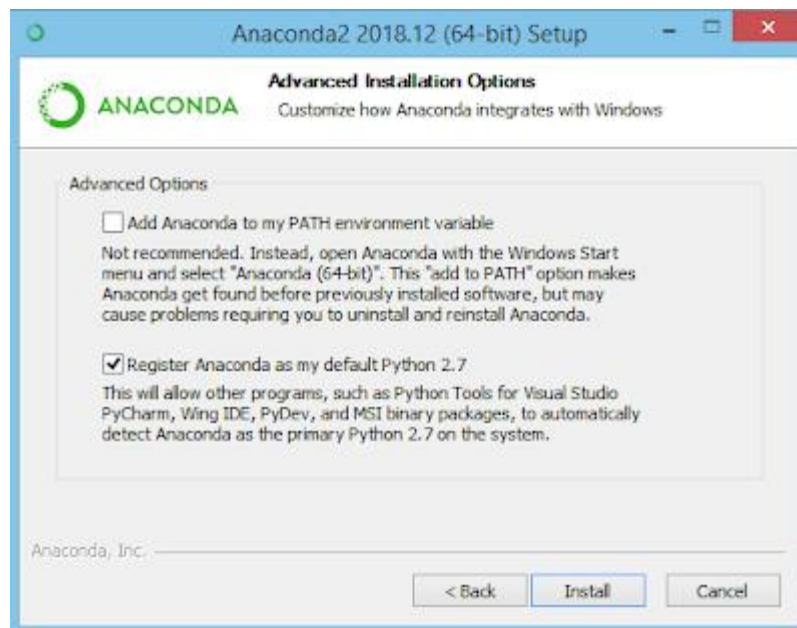 Anaconda2 2018.12 (64-bit) Setup
ANACONDA
Advanced Installation Options
Customize how Anaconda integrates with Windows
Advanced Options
Add Anaconda to my PATH environment variable
Not recommended. Instead, open Anaconda with the Windows Start
menu and select "Anaconda (64-bit)". This "add to PATH" option makes
Anaconda get found before previously installed software, but may
cause problems requiring you to uninstall and reinstall Anaconda.
Register Anaconda as my default Python 2.7
This will allow other programs, such as Python Tools for Visual Studio
PyCharm, Wing IDE, PyDev, and MSI binary packages, to automatically
detect Anaconda as the primary Python 2.7 on the system.
Anaconda, Inc.
< Back
Install
Cancel